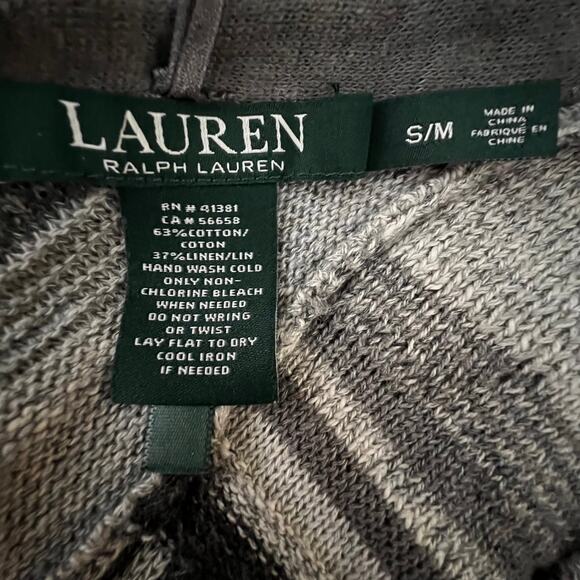 LAUREN
RALPH LAUREN
S/M
MADE IN
CHINA
FABRIQUÉ EN
CHINE
RN # 41381
CA# 56658
63%COTTON/
COTON
37%LINEN/LIN
HAND WASH COLD
ONLY NON-
CHLORINE BLEACH
WHEN NEEDED
DO NOT WRING
OR TWIST
LAY FLAT TO DRY
COOL IRON
IF NEEDED